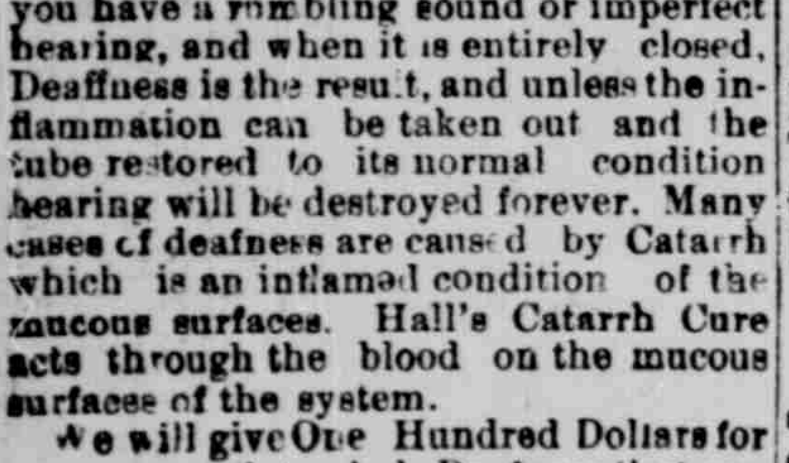 you have a rumbling sound or imperfect
hearing, and when it is entirely closed,
Deaffness is the result, and unless the in-
flammation can be taken out and the
tube restored to its normal condition
hearing will be destroyed forever. Many
cases of deafness are caused by Catarrh
which is an inflamed condition of the
mucous surfaces. Hall's Catarrh Cure
acts through the blood on the mucous
surfaces of the system.
We will give One Hundred Dollars for